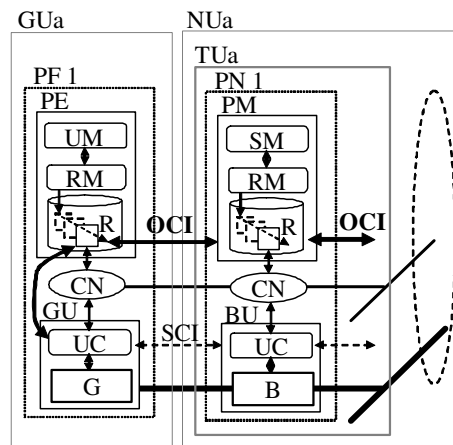 GUa NUa
TUa
PF 1 PN 1
PE PM
UM SM
RM RM
R OCI R OCI
CN CN
GU BU
UC SCI UC
G B